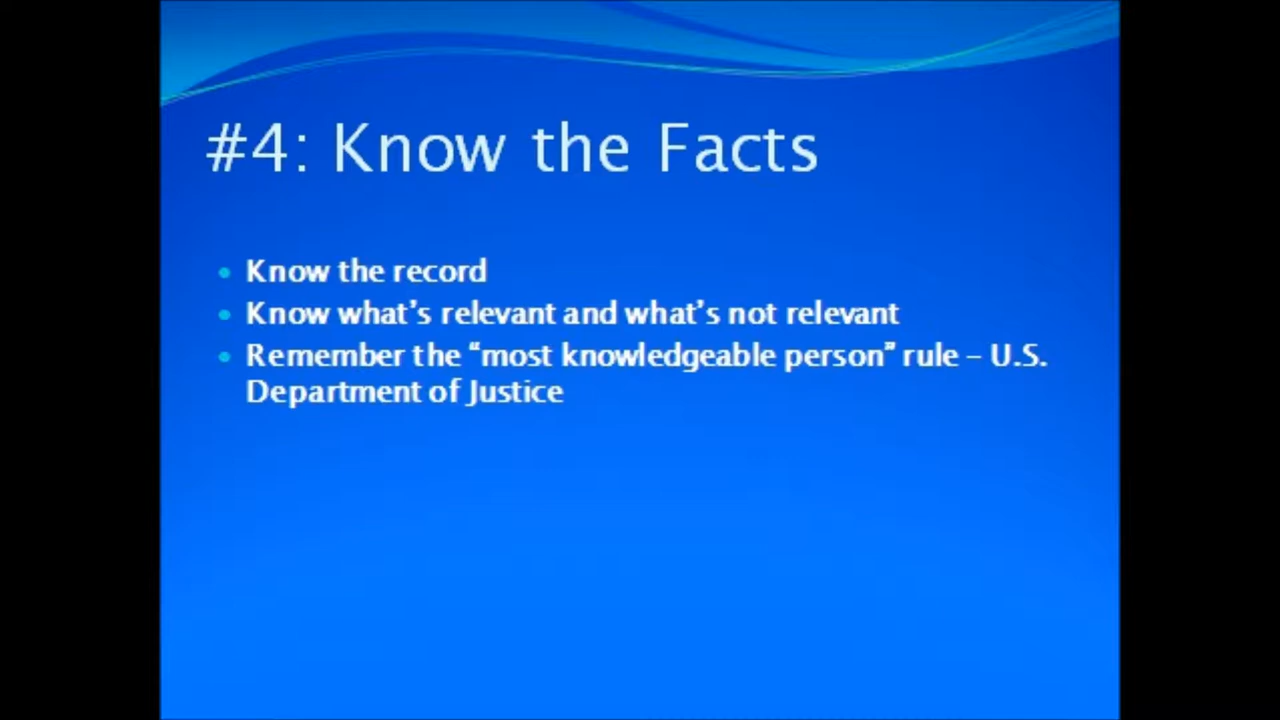 #4: Know the Facts
• Know the record
• Know what’s relevant and what’s not relevant
• Remember the “most knowledgeable person” rule – U.S.
Department of Justice